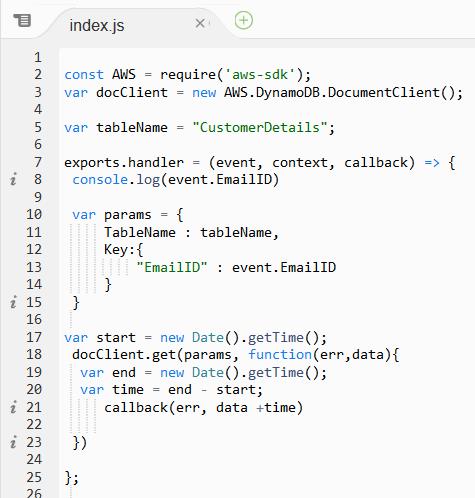 index.js
1
2 const AWS = require('aws-sdk');
3 var docClient = new AWS.DynamoDB.DocumentClient();
4
5 var tableName = "CustomerDetails";
6
7 exports.handler = (event, context, callback) => {
8 console.log(event.EmailID)
9
10 var params = {
11 TableName : tableName,
12 Key:{
13 "EmailID" : event.EmailID
14 }
15 }
16
17 var start = new Date().getTime();
18 docClient.get(params, function(err,data){
19 var end = new Date().getTime();
20 var time = end - start;
21 callback(err, data +time)
22
23 })
24
25 };
26